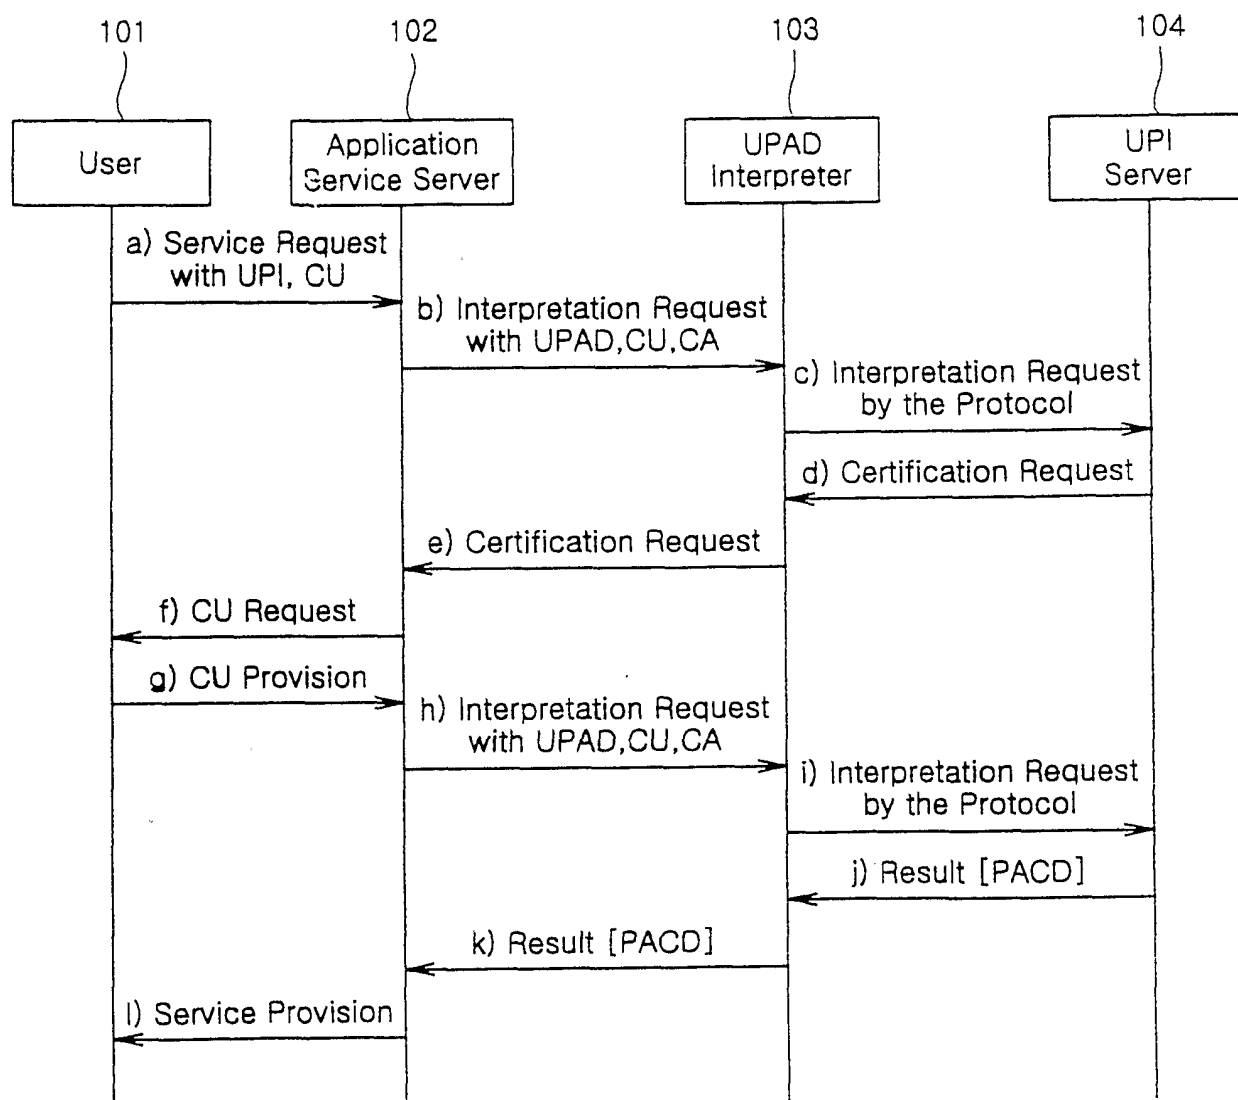 101
102
103
104
User
Application
Service Server
UPAD
Interpreter
UPI
Server
a) Service Request
with UPI, CU
b) Interpretation Request
with UPAD,CU,CA
c) Interpretation Request
by the Protocol
d) Certification Request
e) Certification Request
f) CU Request
g) CU Provision
h) Interpretation Request
with UPAD,CU,CA
i) Interpretation Request
by the Protocol
j) Result [PACD]
k) Result [PACD]
l) Service Provision